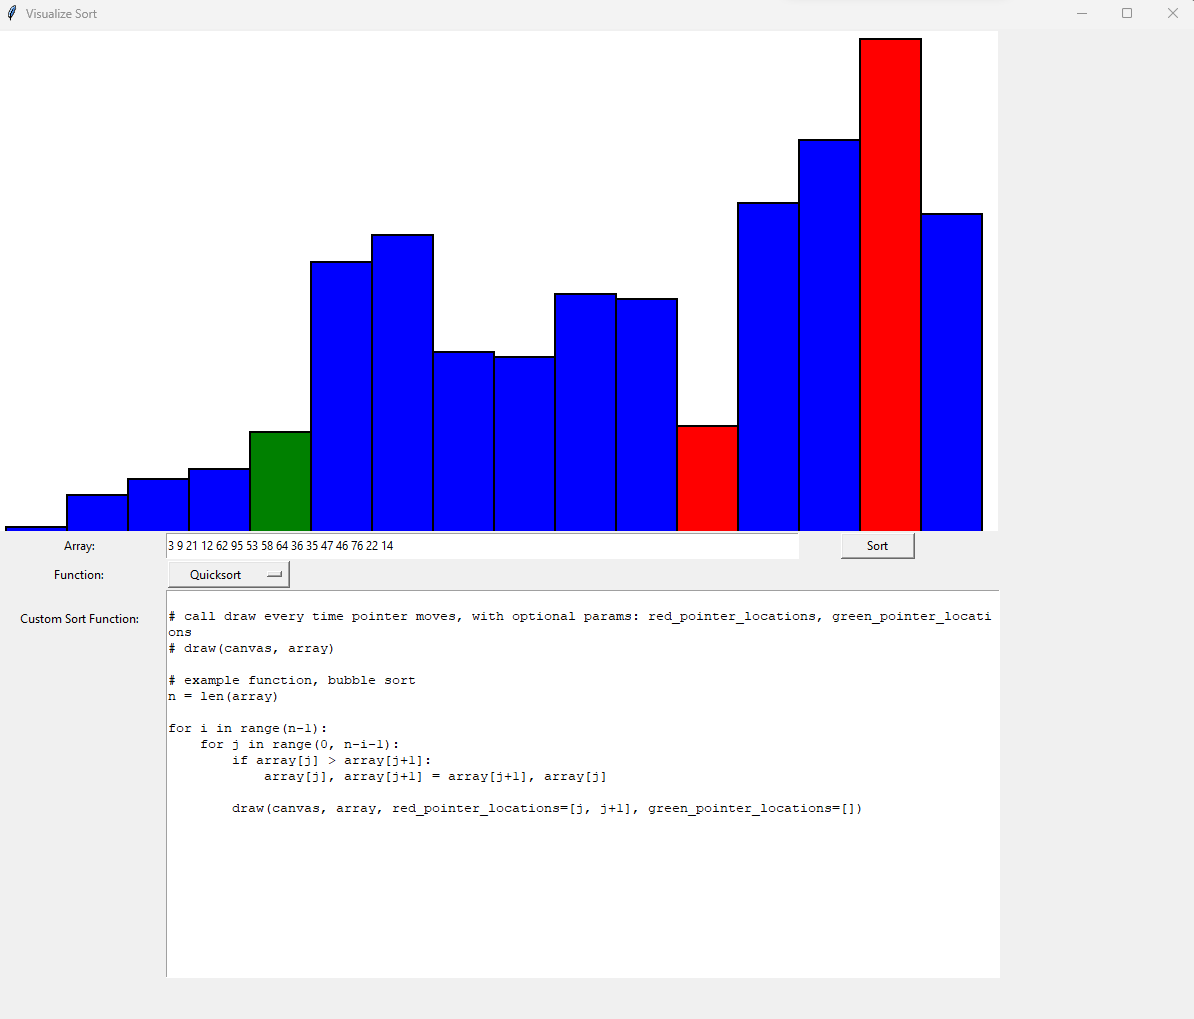 Visualize Sort
Array:
3 9 21 12 62 95 53 58 64 36 35 47 46 76 22 14
Sort
Function:
Quicksort
Custom Sort Function:
# call draw every time pointer moves, with optional params: red_pointer_locations, green_pointer_locati
ons
# draw(canvas, array)
# example function, bubble sort
n = len(array)
for i in range(n-1):
    for j in range(0, n-i-1):
        if array[j] > array[j+1]:
            array[j], array[j+1] = array[j+1], array[j]
        draw(canvas, array, red_pointer_locations=[j, j+1], green_pointer_locations=[])